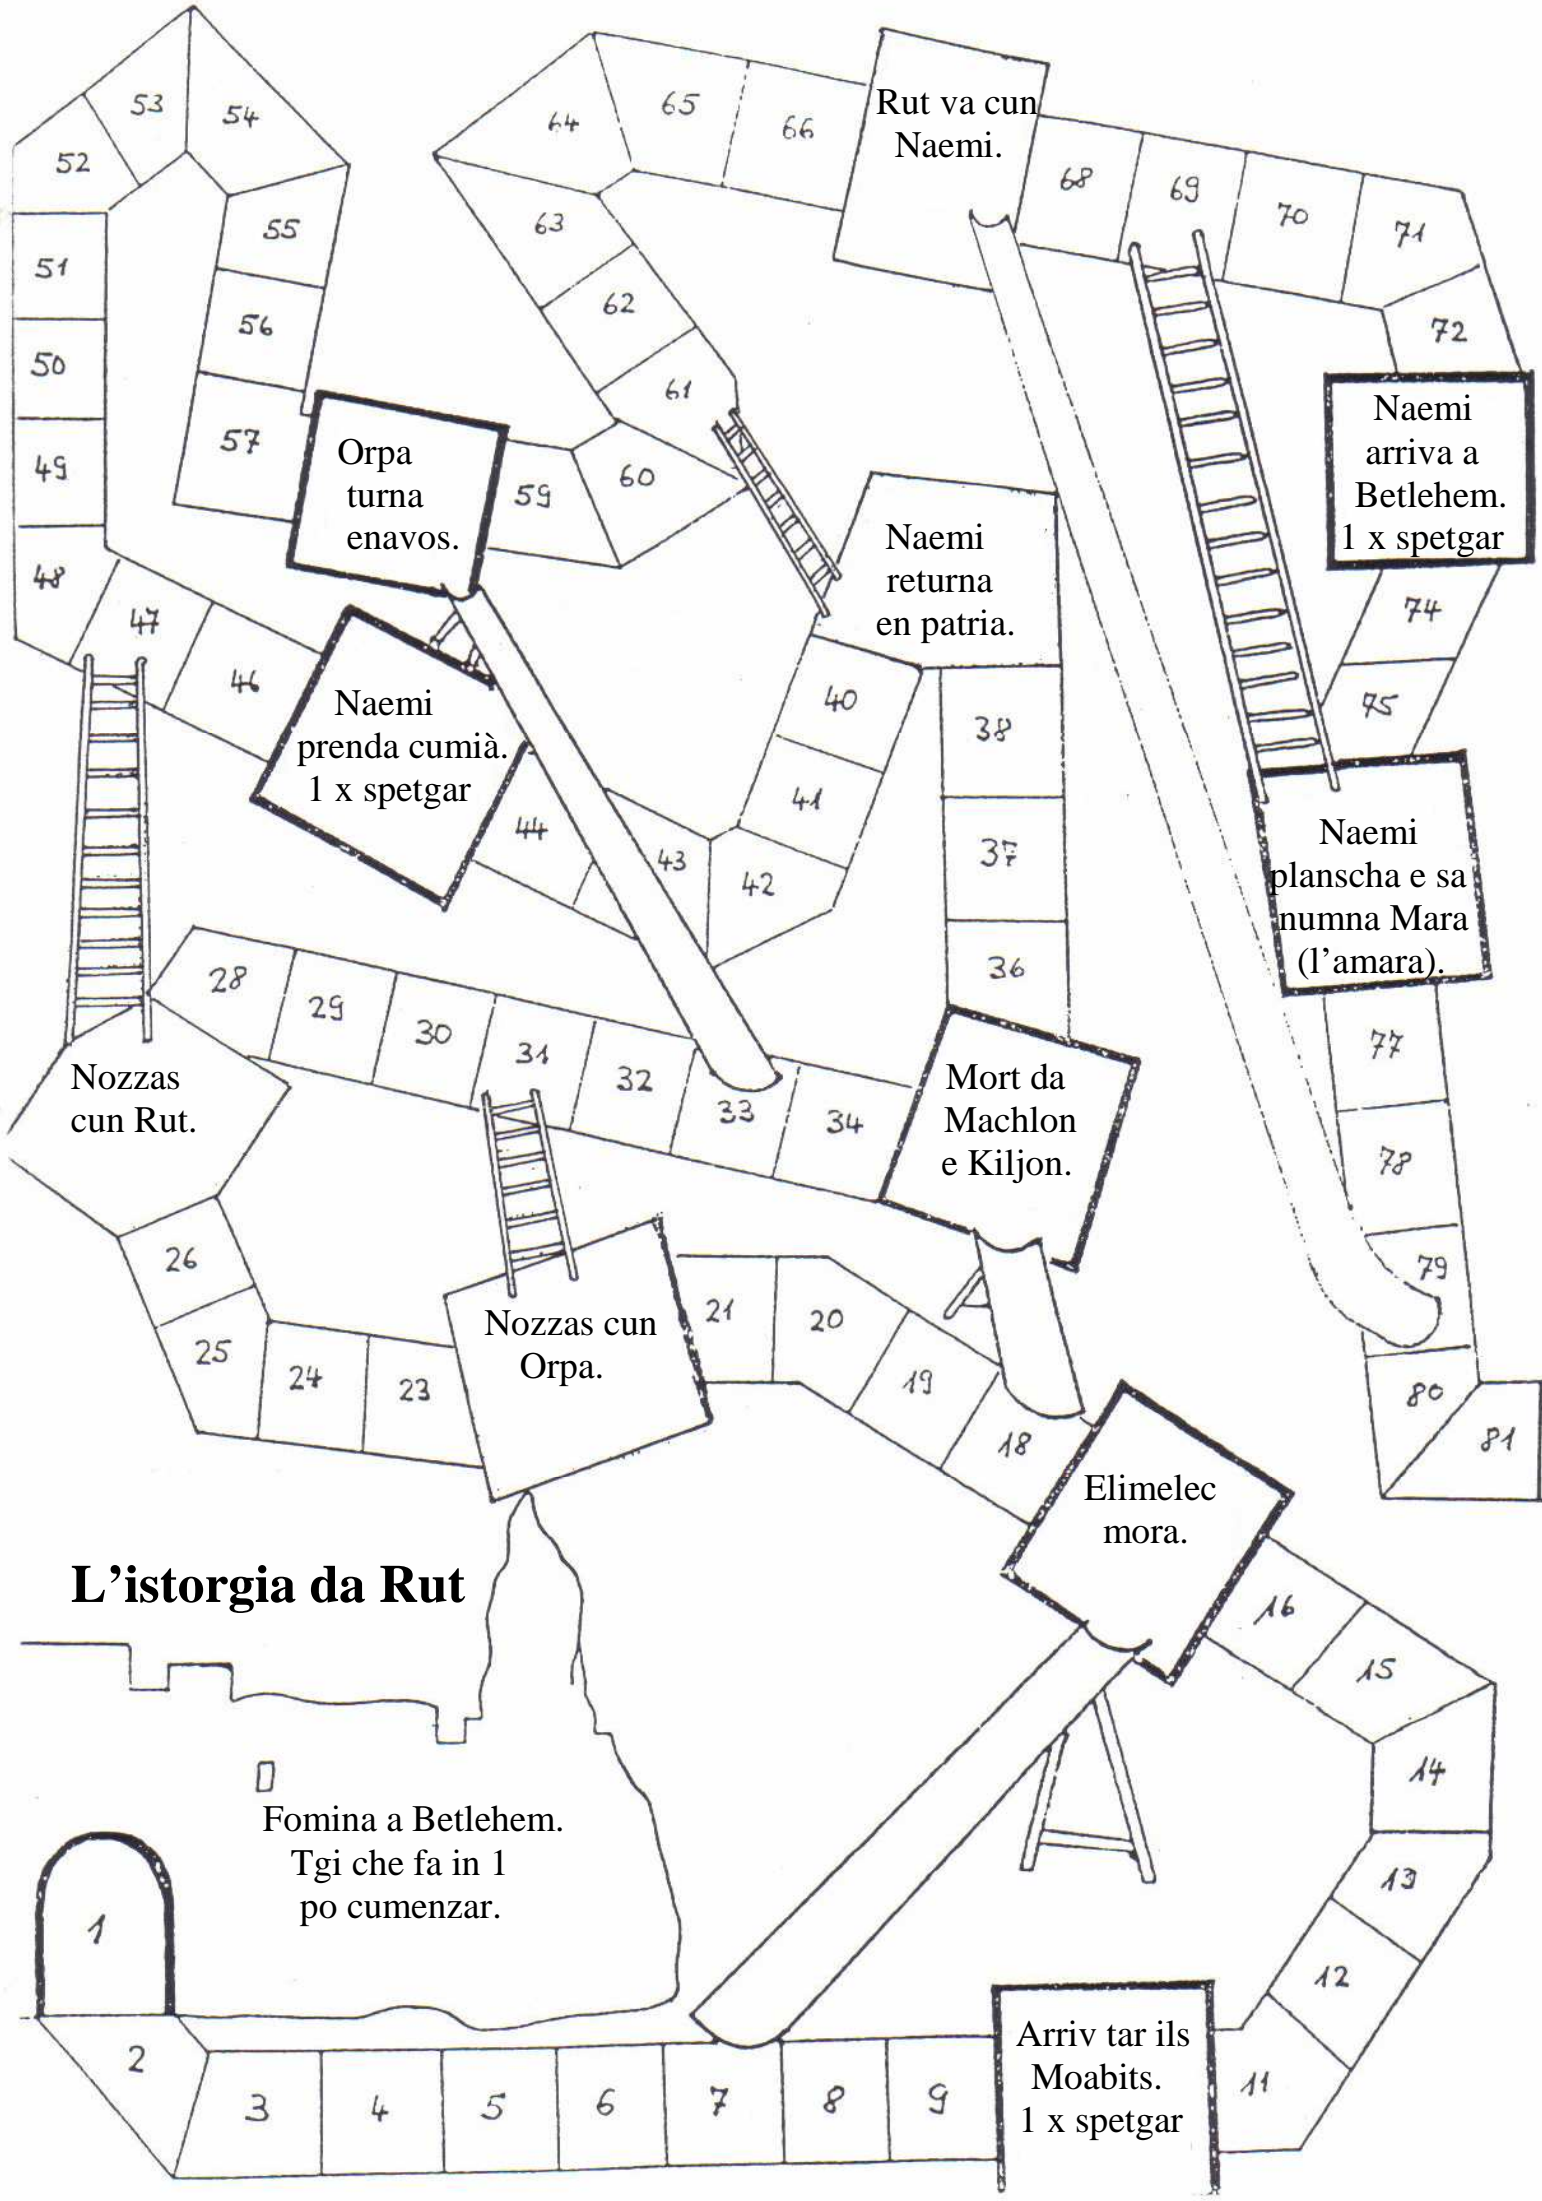 52
53
54
55
51
56
50
57
49
48
47
46
64
65
66
63
62
61
60
59
Rut va cun
Naemi.
68
69
70
71
72
Orpa
turna
enavos.
Naemi
returna
en patria.
Naemi
arriva a
Betlehem.
1 x spetgar
74
75
Naemi
prenda cumià.
1 x spetgar
44
43
42
41
40
38
37
36
Naemi
planscha e sa
numna Mara
(l'amara).
77
78
79
80
81
28
29
30
31
32
33
34
Nozzas
cun Rut.
Mort da
Machlon
e Kiljon.
26
25
24
23
Nozzas cun
Orpa.
21
20
19
18
Elimelec
mora.
16
15
14
13
12
11
L'istorgia da Rut
Fomina a Betlehem.
Tgi che fa in 1
po cumenzar.
1
2
3
4
5
6
7
8
9
Arriv tar ils
Moabits.
1 x spetgar